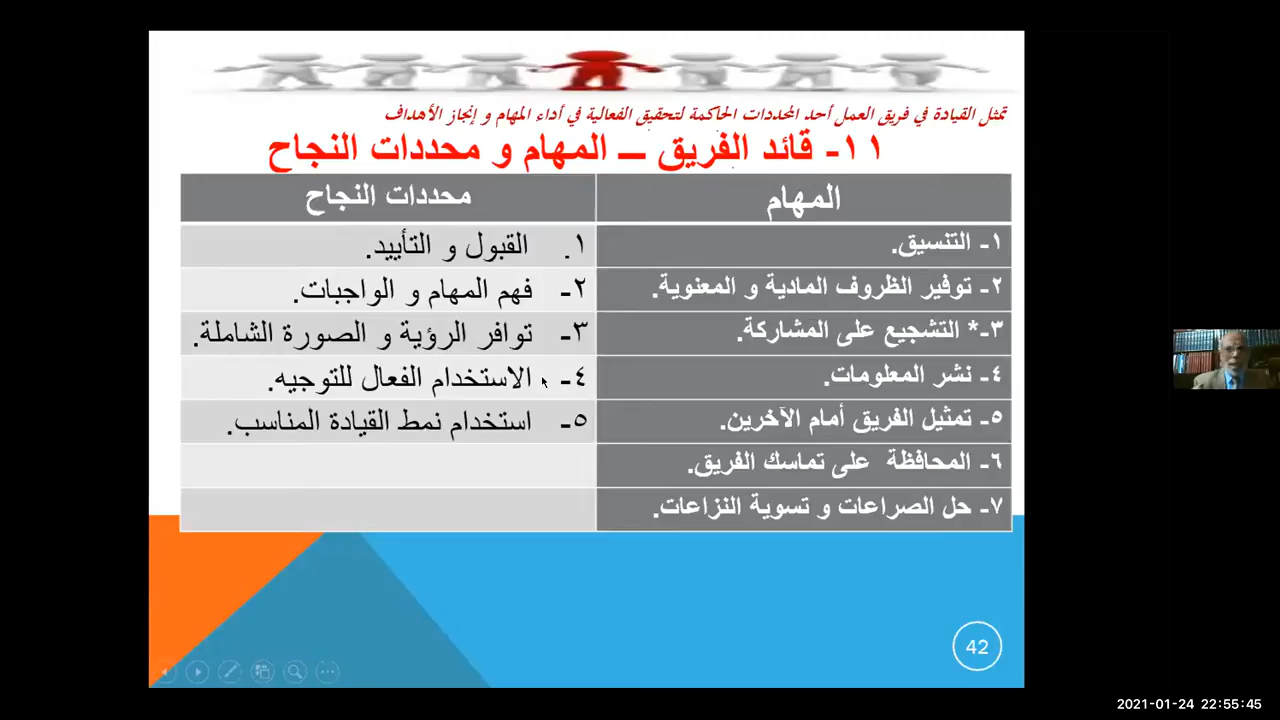 تمثل القيادة في فريق العمل أحد المحددات الحاكمة لتحقيق الفعالية في أداء المهام و إنجاز الأهداف
١١- قائد الفريق – المهام و محددات النجاح
المهام
محددات النجاح
١- التنسيق.
١. القبول و التأييد.
٢- توفير الظروف المادية و المعنوية.
٢- فهم المهام و الواجبات.
٣-* التشجيع على المشاركة.
٣- توافر الرؤية و الصورة الشاملة.
٤- نشر المعلومات.
٤- الاستخدام الفعال للتوجيه.
٥- تمثيل الفريق أمام الآخرين.
٥- استخدام نمط القيادة المناسب.
٦- المحافظة على تماسك الفريق.
٧- حل الصراعات و تسوية النزاعات.
42
2021-01-24 22:55:45